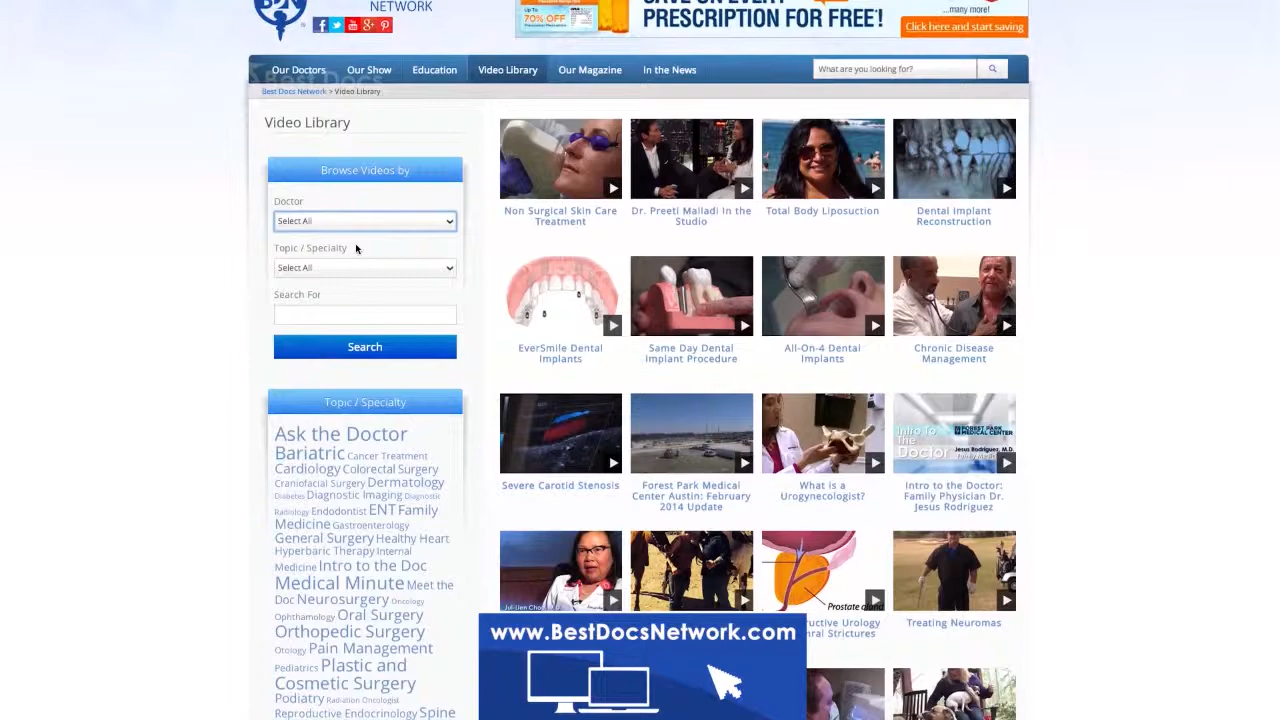 NETWORK
Up To
70% OFF
SAVE ON EVERY
PRESCRIPTION FOR FREE!
...many more!
Click here and start saving
Our Doctors
Our Show
Education
Video Library
Our Magazine
In the News
What are you looking for?
Best Docs Network > Video Library
Video Library
Browse Videos by
Doctor
Select All
Topic / Specialty
Select All
Search For
Search
Topic / Specialty
Ask the Doctor
Bariatric Cancer Treatment
Cardiology Colorectal Surgery
Craniofacial Surgery Dermatology
Diabetes Diagnostic Imaging Diagnostic
Radiology Endodontist ENT Family
Medicine Gastroenterology
General Surgery Healthy Heart
Hyperbaric Therapy Internal
Medicine Intro to the Doc
Medical Minute Meet the
Doc Neurosurgery Oncology
Ophthamology Oral Surgery
Orthopedic Surgery
Otology Pain Management
Pediatrics Plastic and
Cosmetic Surgery
Podiatry Radiation Oncologist
Reproductive Endocrinology Spine
Non Surgical Skin Care
Treatment
Dr. Preeti Malladi In the
Studio
Total Body Liposuction
Dental Implant
Reconstruction
EverSmile Dental
Implants
Same Day Dental
Implant Procedure
All-On-4 Dental
Implants
Chronic Disease
Management
Intro To
The
Doctor
FOREST PARK
MEDICAL CENTER
Jesus Rodriguez, M.D.
Severe Carotid Stenosis
Forest Park Medical
Center Austin: February
2014 Update
What is a
Urogynecologist?
Intro to the Doctor:
Family Physician Dr.
Jesus Rodriguez
Prostate gland
Treating Neuromas
www.BestDocsNetwork.com